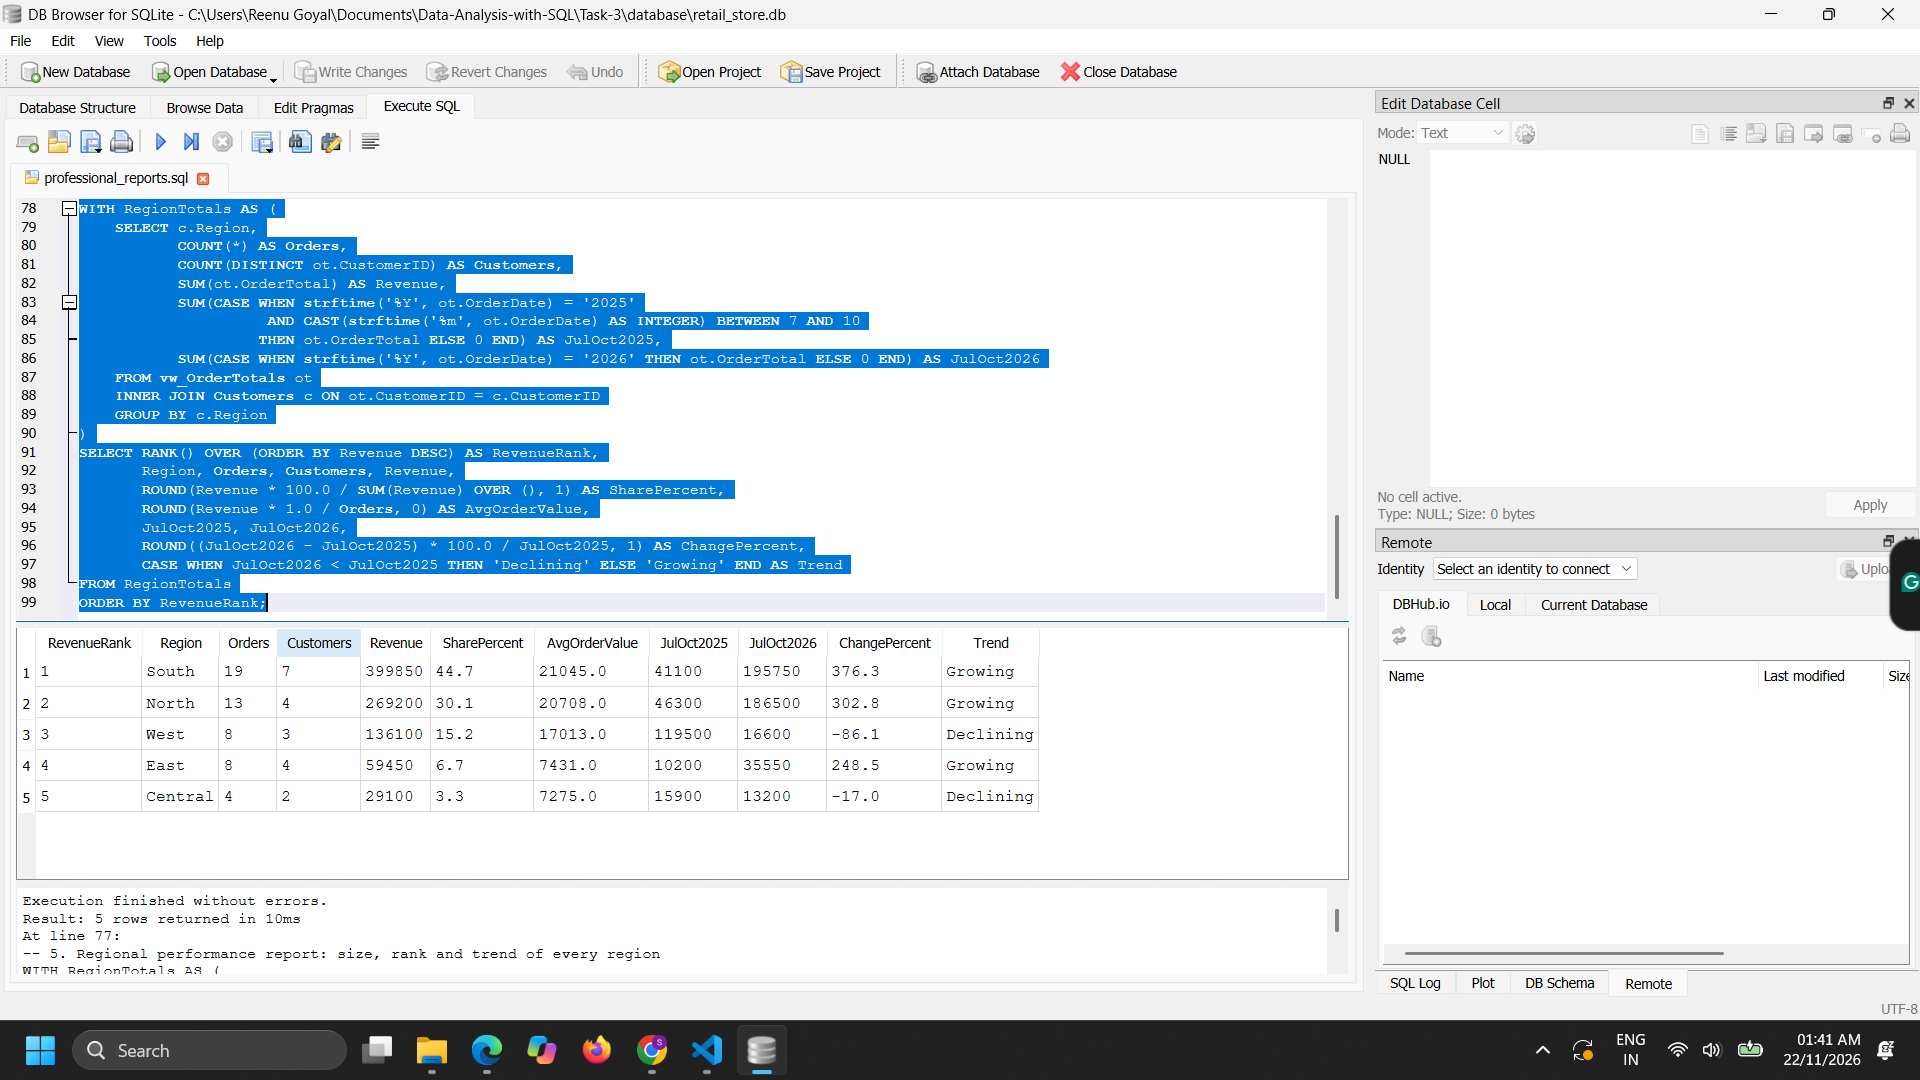 DB Browser for SQLite - C:\Users\Reenu Goyal\Documents\Data-Analysis-with-SQL\Task-3\database\retail_store.db
File Edit View Tools Help
New Database Open Database Write Changes Revert Changes Undo Open Project Save Project Attach Database Close Database
Database Structure Browse Data Edit Pragmas Execute SQL
professional_reports.sql
78 WITH RegionTotals AS (
79 SELECT c.Region,
80 COUNT(*) AS Orders,
81 COUNT(DISTINCT ot.CustomerID) AS Customers,
82 SUM(ot.OrderTotal) AS Revenue,
83 SUM(CASE WHEN strftime('%Y', ot.OrderDate) = '2025'
84 AND CAST(strftime('%m', ot.OrderDate) AS INTEGER) BETWEEN 7 AND 10
85 THEN ot.OrderTotal ELSE 0 END) AS JulOct2025,
86 SUM(CASE WHEN strftime('%Y', ot.OrderDate) = '2026' THEN ot.OrderTotal ELSE 0 END) AS JulOct2026
87 FROM vw_OrderTotals ot
88 INNER JOIN Customers c ON ot.CustomerID = c.CustomerID
89 GROUP BY c.Region
90 )
91 SELECT RANK() OVER (ORDER BY Revenue DESC) AS RevenueRank,
92 Region, Orders, Customers, Revenue,
93 ROUND(Revenue * 100.0 / SUM(Revenue) OVER (), 1) AS SharePercent,
94 ROUND(Revenue * 1.0 / Orders, 0) AS AvgOrderValue,
95 JulOct2025, JulOct2026,
96 ROUND((JulOct2026 - JulOct2025) * 100.0 / JulOct2025, 1) AS ChangePercent,
97 CASE WHEN JulOct2026 < JulOct2025 THEN 'Declining' ELSE 'Growing' END AS Trend
98 FROM RegionTotals
99 ORDER BY RevenueRank;
RevenueRank Region Orders Customers Revenue SharePercent AvgOrderValue JulOct2025 JulOct2026 ChangePercent Trend
1 1 South 19 7 399850 44.7 21045.0 41100 195750 376.3 Growing
2 2 North 13 4 269200 30.1 20708.0 46300 186500 302.8 Growing
3 3 West 8 3 136100 15.2 17013.0 119500 16600 -86.1 Declining
4 4 East 8 4 59450 6.7 7431.0 10200 35550 248.5 Growing
5 5 Central 4 2 29100 3.3 7275.0 15900 13200 -17.0 Declining
Execution finished without errors.
Result: 5 rows returned in 10ms
At line 77:
-- 5. Regional performance report: size, rank and trend of every region
WITH RegionTotals AS (
Edit Database Cell
Mode: Text
NULL
No cell active.
Type: NULL; Size: 0 bytes
Apply
Remote
Identity Select an identity to connect Uplo
DBHub.io Local Current Database
Name Last modified Size
SQL Log Plot DB Schema Remote
UTF-8
Search
ENG
IN
01:41 AM
22/11/2026